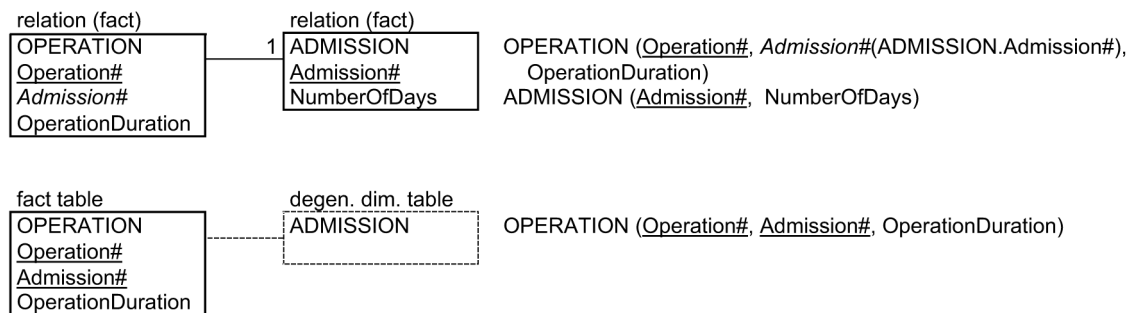 relation (fact)
relation (fact)
OPERATION
Operation#
Admission#
OperationDuration
1
ADMISSION
Admission#
NumberOfDays
OPERATION (Operation#, Admission#(ADMISSION.Admission#),
OperationDuration)
ADMISSION (Admission#, NumberOfDays)
fact table
degen. dim. table
OPERATION
Operation#
Admission#
OperationDuration
ADMISSION
OPERATION (Operation#, Admission#, OperationDuration)